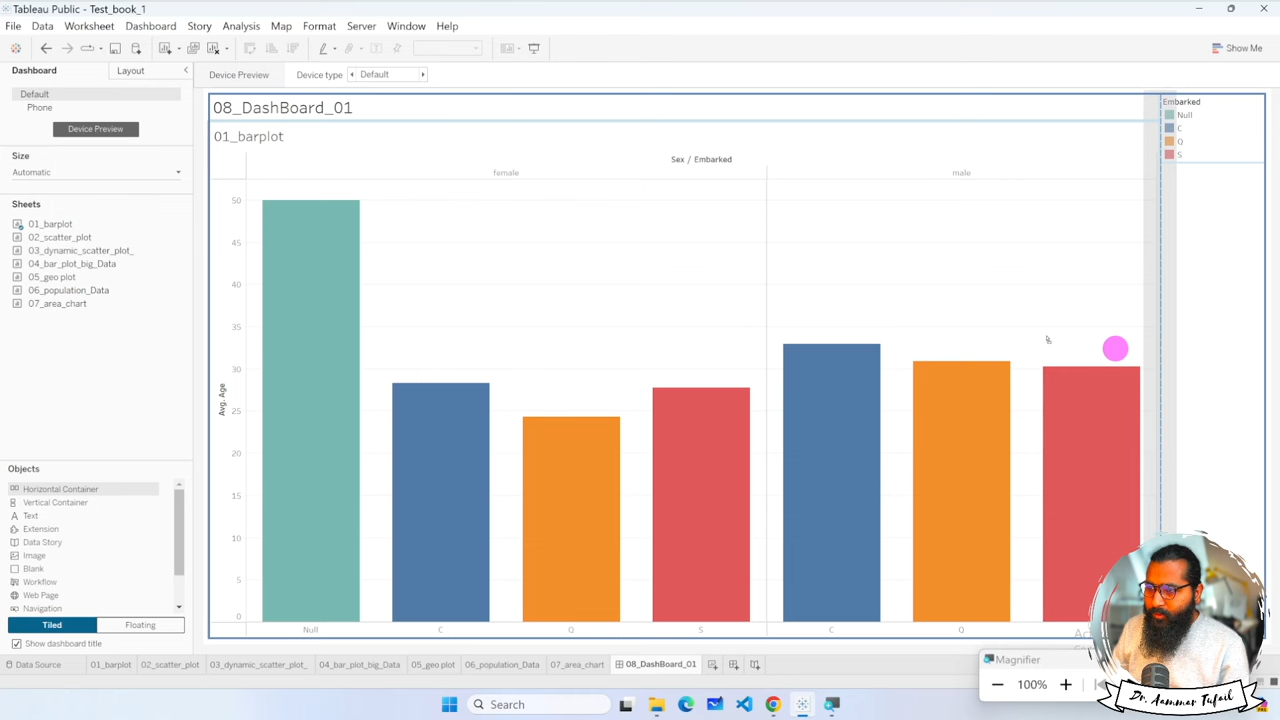 Tableau Public - Test_book_1
File Data Worksheet Dashboard Story Analysis Map Format Server Window Help
Show Me
Dashboard Layout
Device Preview Device type Default
Default
Phone
Device Preview
Size
Automatic
Sheets
01_barplot
02_scatter_plot
03_dynamic_scatter_plot_
04_bar_plot_big_Data
05_geo plot
06_population_Data
07_area_chart
Objects
Horizontal Container
Vertical Container
Text
Extension
Data Story
Image
Blank
Workflow
Web Page
Navigation
Tiled Floating
Show dashboard title
08_DashBoard_01
01_barplot
Sex / Embarked
female male
50
45
40
35
30
25
20
15
10
5
0
Avg. Age
Null C Q S C Q
Embarked
Null
C
Q
S
Data Source 01_barplot 02_scatter_plot 03_dynamic_scatter_plot_ 04_bar_plot_big_Data 05_geo plot 06_population_Data 07_area_chart 08_DashBoard_01
Magnifier
100%
Search
Dr. Aammar Tufail